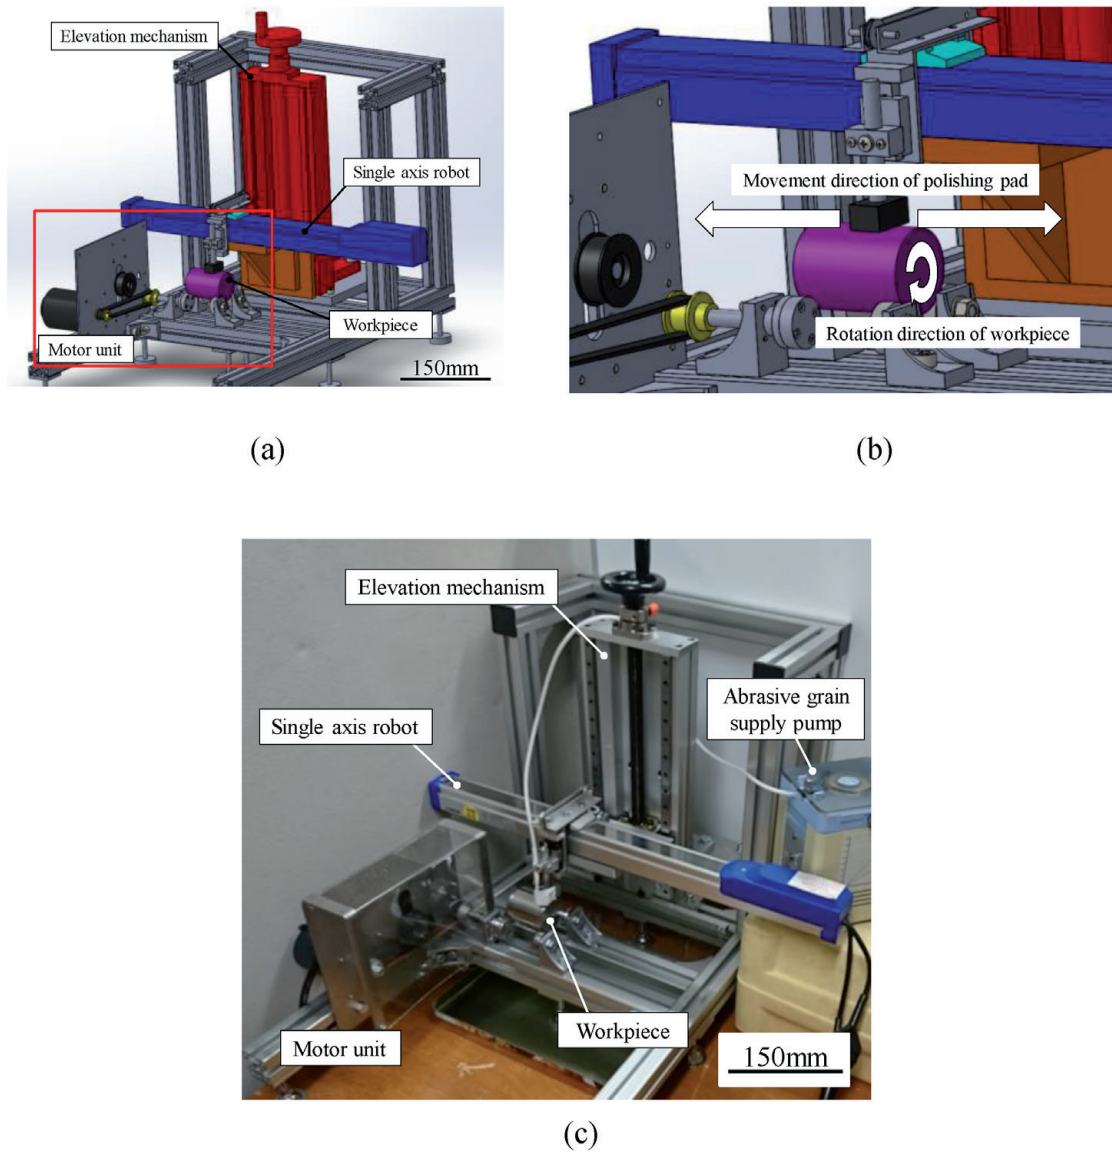 Elevation mechanism
Single axis robot
Workpiece
Motor unit
150mm
(a)
Movement direction of polishing pad
Rotation direction of workpiece
(b)
Elevation mechanism
Abrasive grain
supply pump
Single axis robot
Workpiece
Motor unit
150mm
(c)